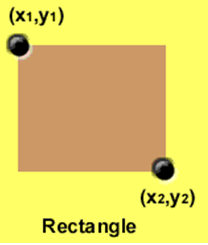 (x1,y1)
(x2,y2)
Rectangle